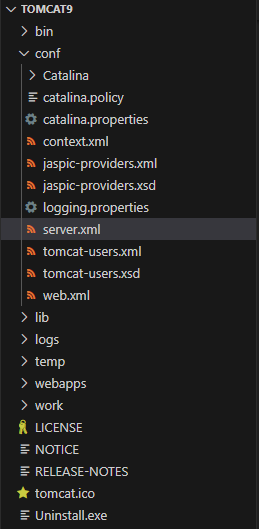 TOMCAT9
bin
conf
Catalina
catalina.policy
catalina.properties
context.xml
jaspic-providers.xml
jaspic-providers.xsd
logging.properties
server.xml
tomcat-users.xml
tomcat-users.xsd
web.xml
lib
logs
temp
webapps
work
LICENSE
NOTICE
RELEASE-NOTES
tomcat.ico
Uninstall.exe